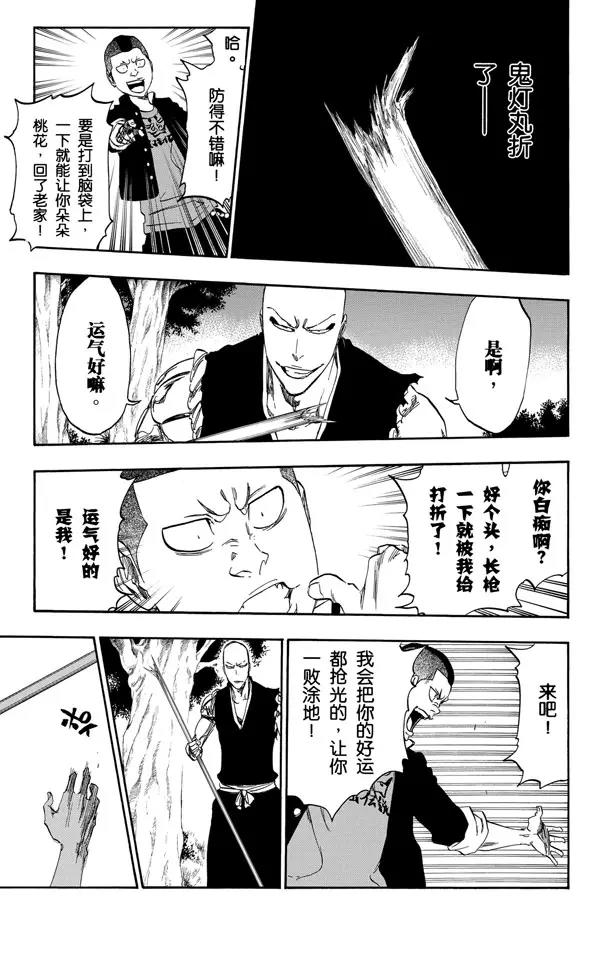 鬼灯丸折
了——
哈。
防得不错嘛！
要是打到脑袋上，
一下就能让你朵朵
桃花，回了老家！
是啊，
运气好嘛。
你白痴啊？
好个头，长枪
一下就被我给
打折了！
运气好的
是我！
来吧！
我会把你的好运
都抢光的，让你
一败涂地！